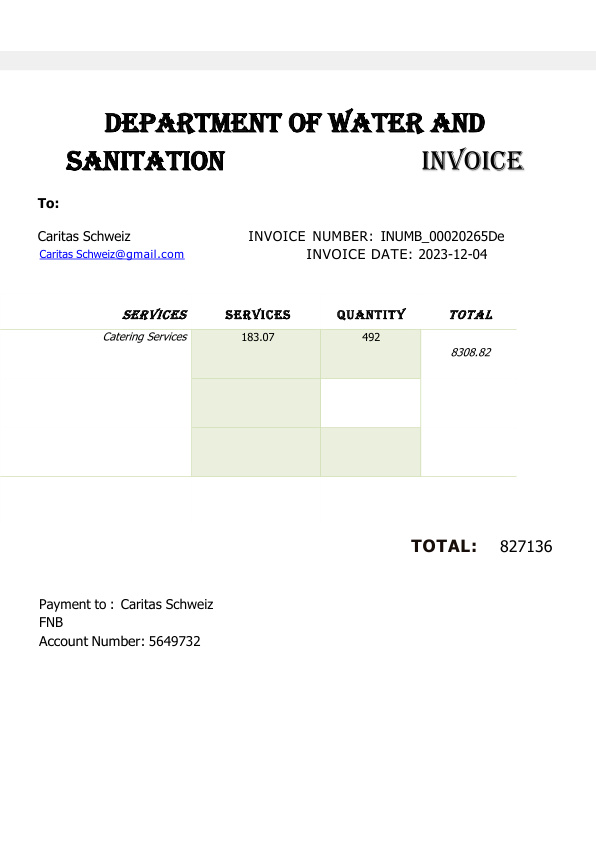 DEPARTMENT OF WATER AND
SANITATION INVOICE
To:
Caritas Schweiz INVOICE NUMBER: INUMB_00020265De
Caritas Schweiz@gmail.com INVOICE DATE: 2023-12-04
SERVICES SERVICES QUANTITY TOTAL
Catering Services 183.07 492
8308.82
TOTAL: 827136
Payment to : Caritas Schweiz
FNB
Account Number: 5649732